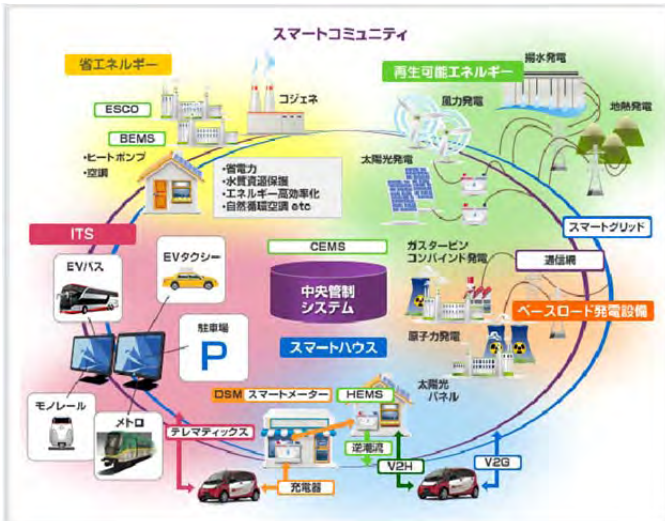 スマートコミュニティ
省エネルギー
ESCO
BEMS
・ヒートポンプ
・空調
コジェネ
・省電力
・水質資源保護
・エネルギー高効率化
・自然循環空調 etc
再生可能エネルギー
揚水発電
風力発電
地熱発電
太陽光発電
スマートグリッド
通信網
ITS
EVバス
EVタクシー
駐車場
P
モノレール
メトロ
テレマティックス
CEMS
中央管制
システム
ガスタービン
コンバインド発電
ベースロード発電設備
原子力発電
スマートハウス
太陽光
パネル
DSM スマートメーター
HEMS
逆潮流
充電器
V2H
V2G